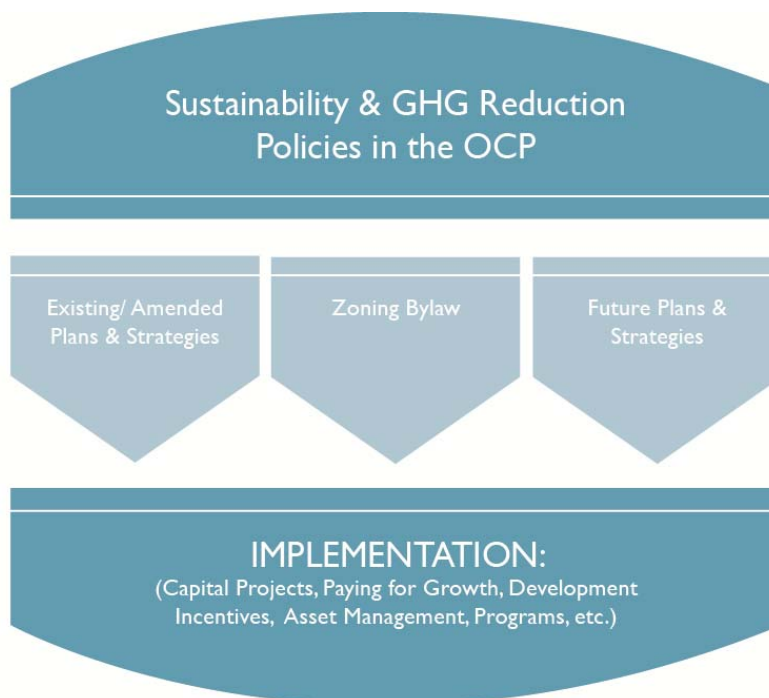 Sustainability & GHG Reduction
Policies in the OCP
Existing/ Amended
Plans & Strategies
Zoning Bylaw
Future Plans &
Strategies
IMPLEMENTATION:
(Capital Projects, Paying for Growth, Development
Incentives, Asset Management, Programs, etc.)